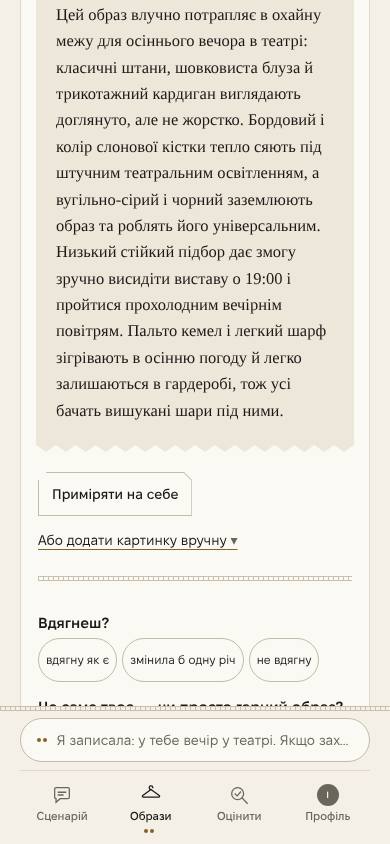 Цей образ влучно потрапляє в охайну
межу для осіннього вечора в театрі:
класичні штани, шовковиста блуза й
трикотажний кардиган виглядають
доглянуто, але не жорстко. Бордовий і
колір слонової кістки тепло сяють під
штучним театральним освітленням, а
вугільно-сірий і чорний заземлюють
образ та роблять його універсальним.
Низький стійкий підбор дає змогу
зручно висидіти виставу о 19:00 і
пройтися прохолодним вечірнім
повітрям. Пальто кемел і легкий шарф
зігрівають в осінню погоду й легко
залишаються в гардеробі, тож усі
бачать вишукані шари під ними.
Приміряти на себе
Або додати картинку вручну ▾
Вдягнеш?
вдягну як є
змінила б одну річ
не вдягну
Я записала: у тебе вечір у театрі. Якщо зах...
Сценарій
Образи
Оцінити
І
Профіль